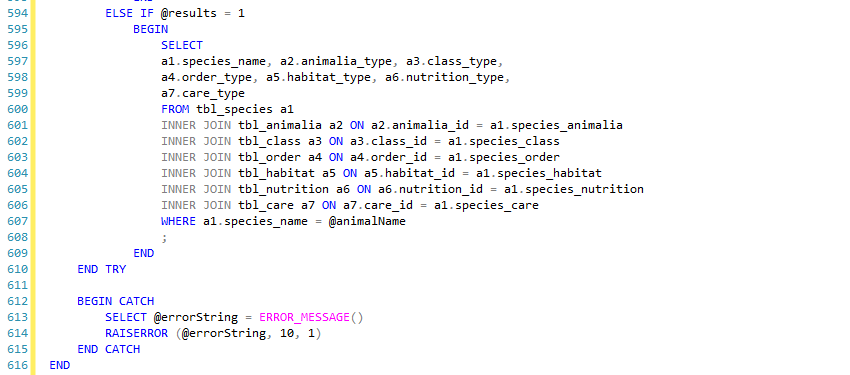 594 ELSE IF @results = 1
595 BEGIN
596 SELECT
597 a1.species_name, a2.animalia_type, a3.class_type,
598 a4.order_type, a5.habitat_type, a6.nutrition_type,
599 a7.care_type
600 FROM tbl_species a1
601 INNER JOIN tbl_animalia a2 ON a2.animalia_id = a1.species_animalia
602 INNER JOIN tbl_class a3 ON a3.class_id = a1.species_class
603 INNER JOIN tbl_order a4 ON a4.order_id = a1.species_order
604 INNER JOIN tbl_habitat a5 ON a5.habitat_id = a1.species_habitat
605 INNER JOIN tbl_nutrition a6 ON a6.nutrition_id = a1.species_nutrition
606 INNER JOIN tbl_care a7 ON a7.care_id = a1.species_care
607 WHERE a1.species_name = @animalName
608 ;
609 END
610 END TRY
611
612 BEGIN CATCH
613 SELECT @errorString = ERROR_MESSAGE()
614 RAISERROR (@errorString, 10, 1)
615 END CATCH
616 END